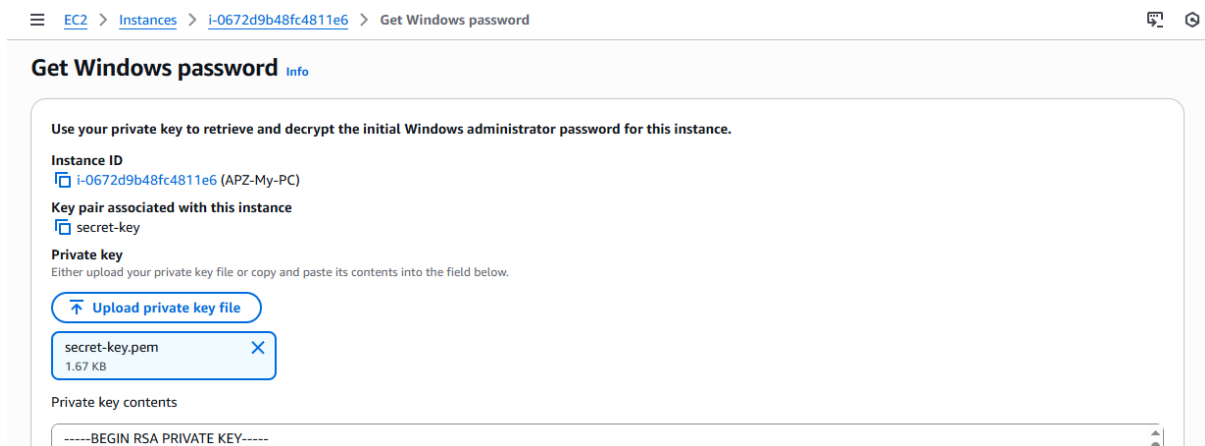 EC2 > Instances > i-0672d9b48fc4811e6 > Get Windows password
Get Windows password Info
Use your private key to retrieve and decrypt the initial Windows administrator password for this instance.
Instance ID
i-0672d9b48fc4811e6 (APZ-My-PC)
Key pair associated with this instance
secret-key
Private key
Either upload your private key file or copy and paste its contents into the field below.
Upload private key file
secret-key.pem
1.67 KB
Private key contents
-----BEGIN RSA PRIVATE KEY-----